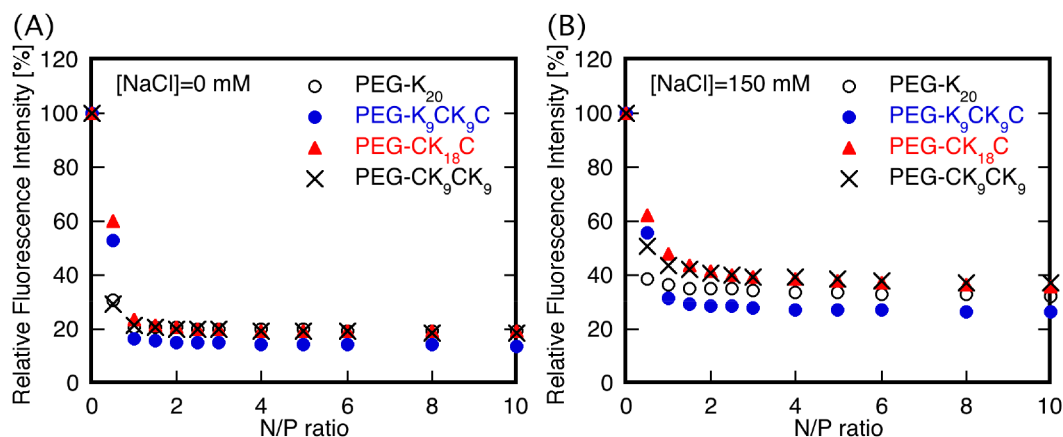 (A)
Relative Fluorescence Intensity [%]
120
100
80
60
40
20
0
[NaCl]=0 mM
PEG-K₂₀
PEG-K₉CK₉C
PEG-CK₁₈C
PEG-CK₉CK₉
0 2 4 6 8 10
N/P ratio
(B)
Relative Fluorescence Intensity [%]
120
100
80
60
40
20
0
[NaCl]=150 mM
PEG-K₂₀
PEG-K₉CK₉C
PEG-CK₁₈C
PEG-CK₉CK₉
0 2 4 6 8 10
N/P ratio